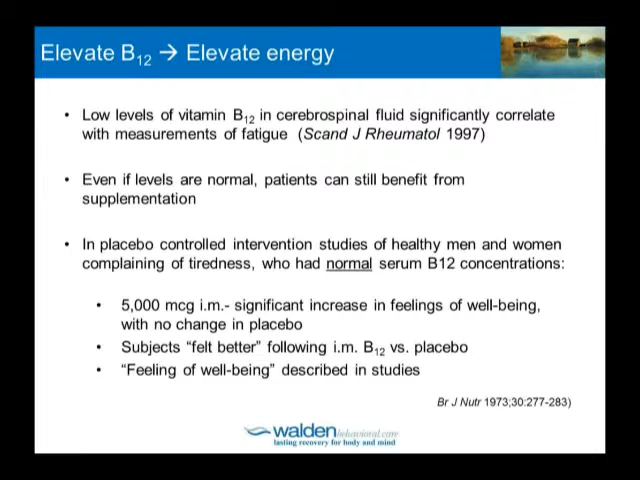 Elevate B12 → Elevate energy
• Low levels of vitamin B12 in cerebrospinal fluid significantly correlate
with measurements of fatigue (Scand J Rheumatol 1997)
• Even if levels are normal, patients can still benefit from
supplementation
• In placebo controlled intervention studies of healthy men and women
complaining of tiredness, who had normal serum B12 concentrations:
• 5,000 mcg i.m.- significant increase in feelings of well-being,
with no change in placebo
• Subjects “felt better” following i.m. B12 vs. placebo
• “Feeling of well-being” described in studies
Br J Nutr 1973;30:277-283)
walden behavioral care
lasting recovery for body and mind